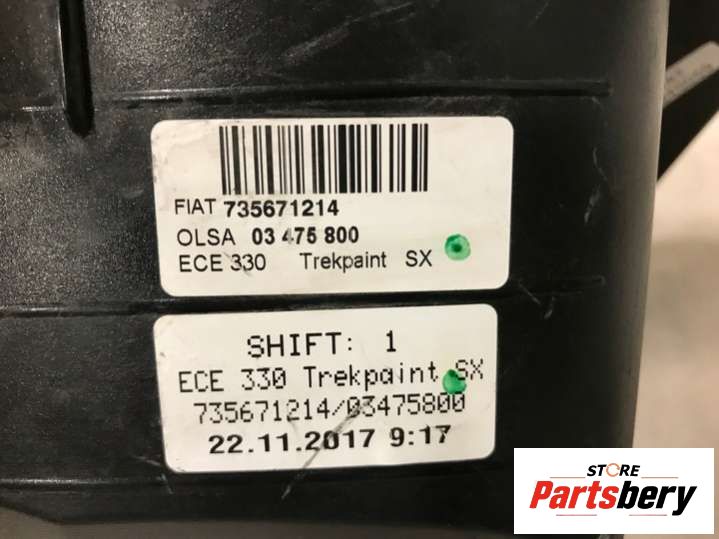 FIAT 735671214
OLSA 03 475 800
ECE 330 Trekpaint SX
SHIFT: 1
ECE 330 Trekpaint SX
735671214/03475800
22.11.2017 9:17
STORE
Partsbery